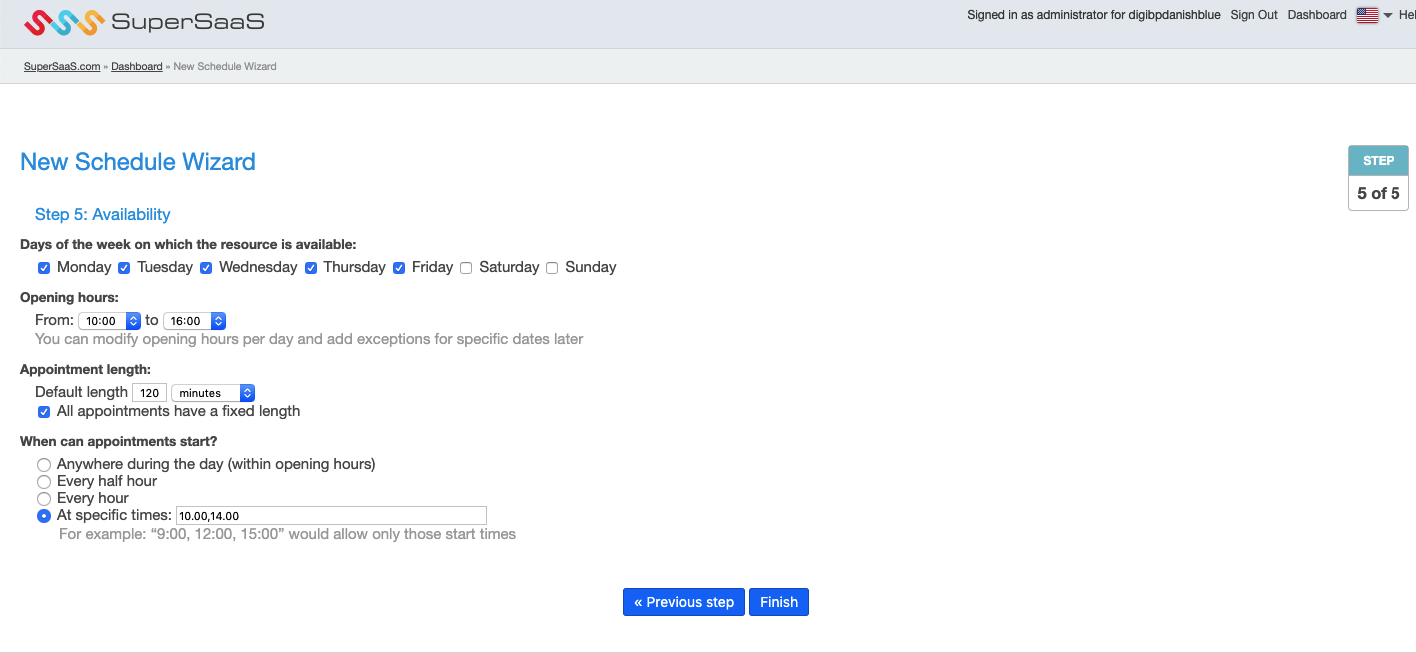 SuperSaaS
Signed in as administrator for digibpdanishblue Sign Out Dashboard Hel
SuperSaaS.com » Dashboard » New Schedule Wizard
New Schedule Wizard
STEP
5 of 5
Step 5: Availability
Days of the week on which the resource is available:
Monday Tuesday Wednesday Thursday Friday Saturday Sunday
Opening hours:
From: 10:00 to 16:00
You can modify opening hours per day and add exceptions for specific dates later
Appointment length:
Default length 120 minutes
All appointments have a fixed length
When can appointments start?
Anywhere during the day (within opening hours)
Every half hour
Every hour
At specific times: 10.00,14.00
For example: “9:00, 12:00, 15:00” would allow only those start times
« Previous step Finish